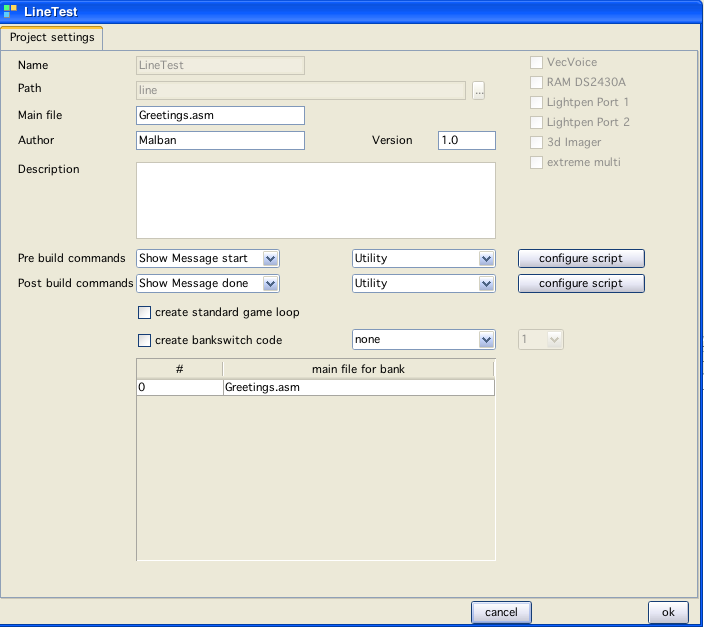 LineTest
Project settings
Name LineTest VecVoice
Path line ... RAM DS2430A
Main file Greetings.asm Lightpen Port 1
Author Malban Version 1.0 Lightpen Port 2
3d Imager
Description extreme multi
Pre build commands Show Message start Utility configure script
Post build commands Show Message done Utility configure script
create standard game loop
create bankswitch code none 1
# main file for bank
0 Greetings.asm
cancel ok